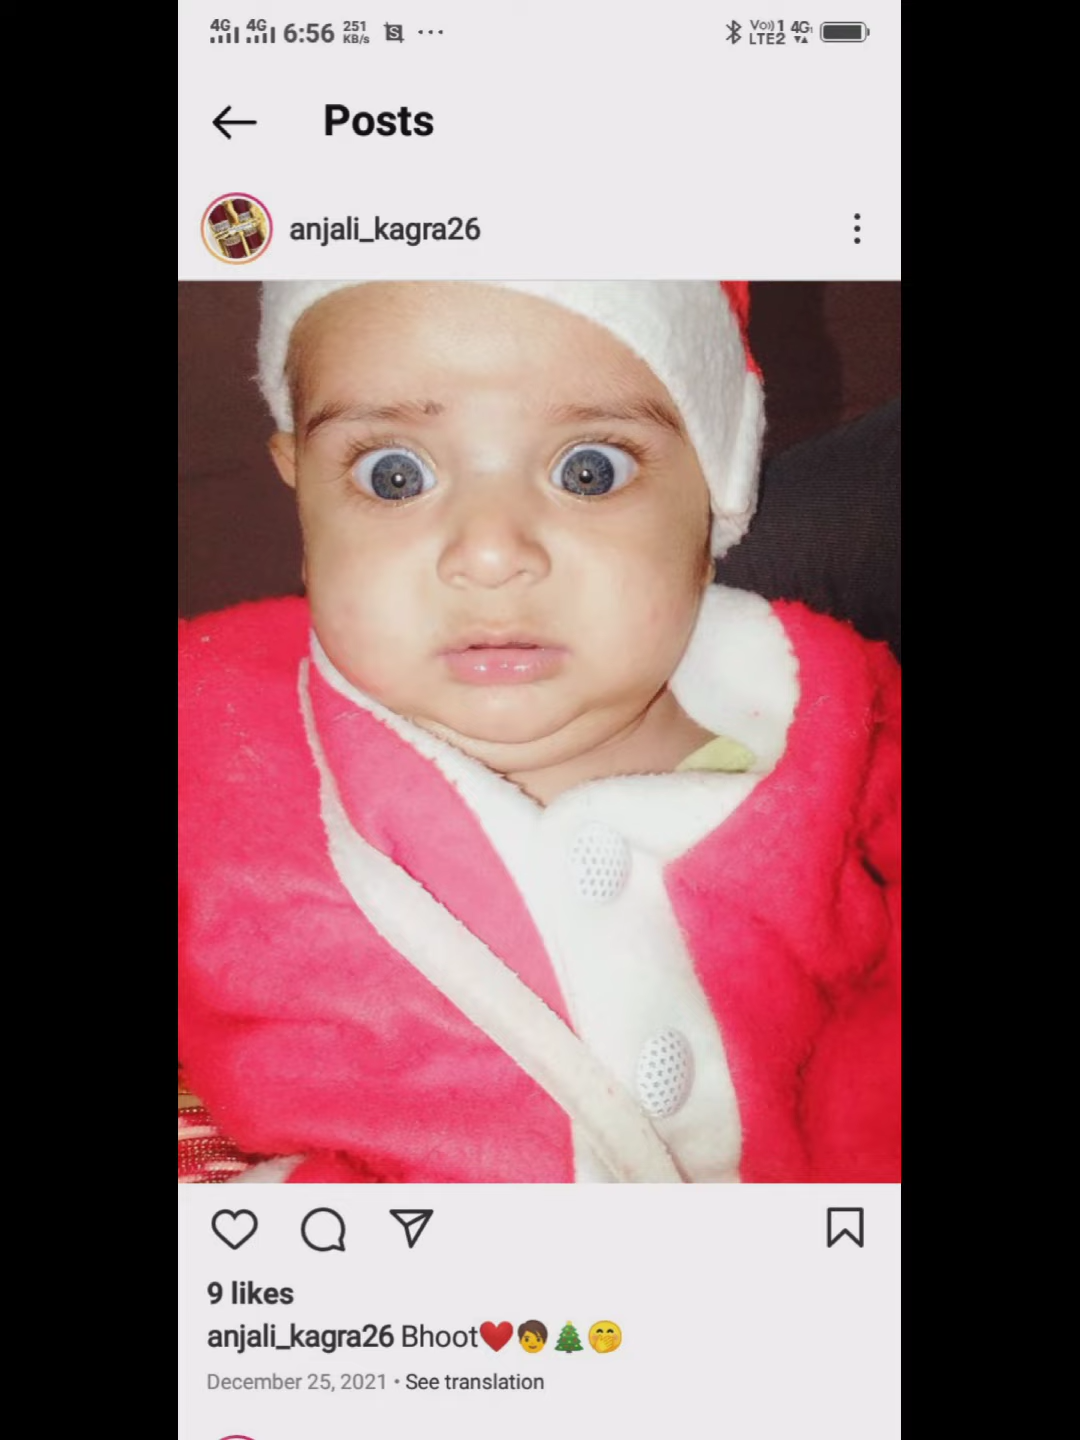 4G 4G 6:56 251 KB/s S ... Vo)) 1 LTE2 4G
Posts
anjali_kagra26
9 likes
anjali_kagra26 Bhoot❤️🧑🎄🤭
December 25, 2021 • See translation